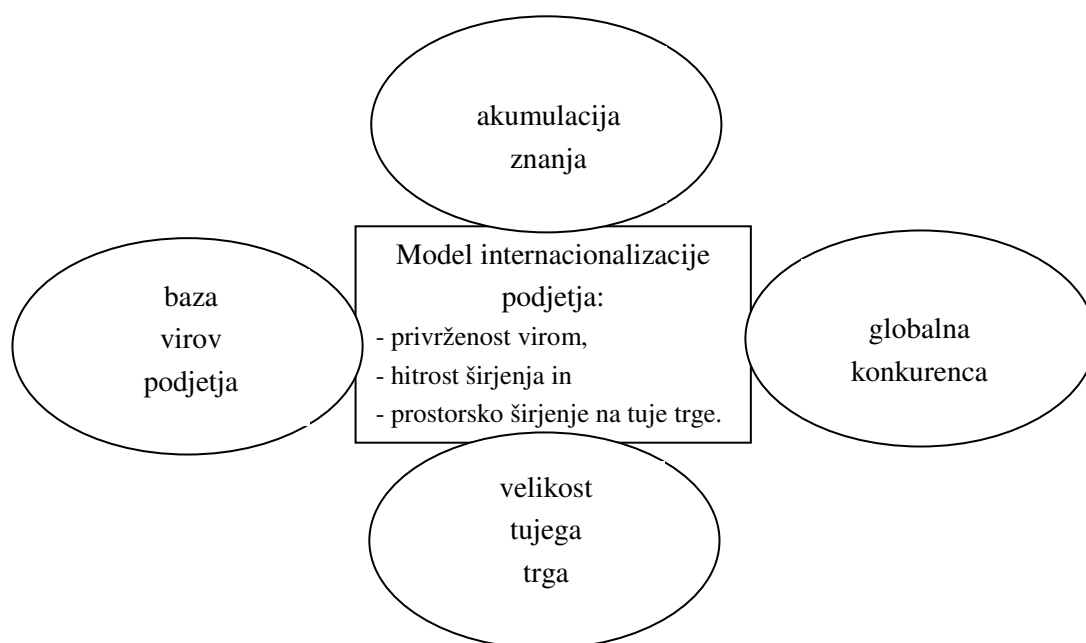 akumulacija
znanja
Model internacionalizacije
podjetja:
- privrženost virom,
- hitrost širjenja in
- prostorsko širjenje na tuje trge.
baza
virov
podjetja
globalna
konkurenca
velikost
tujega
trga